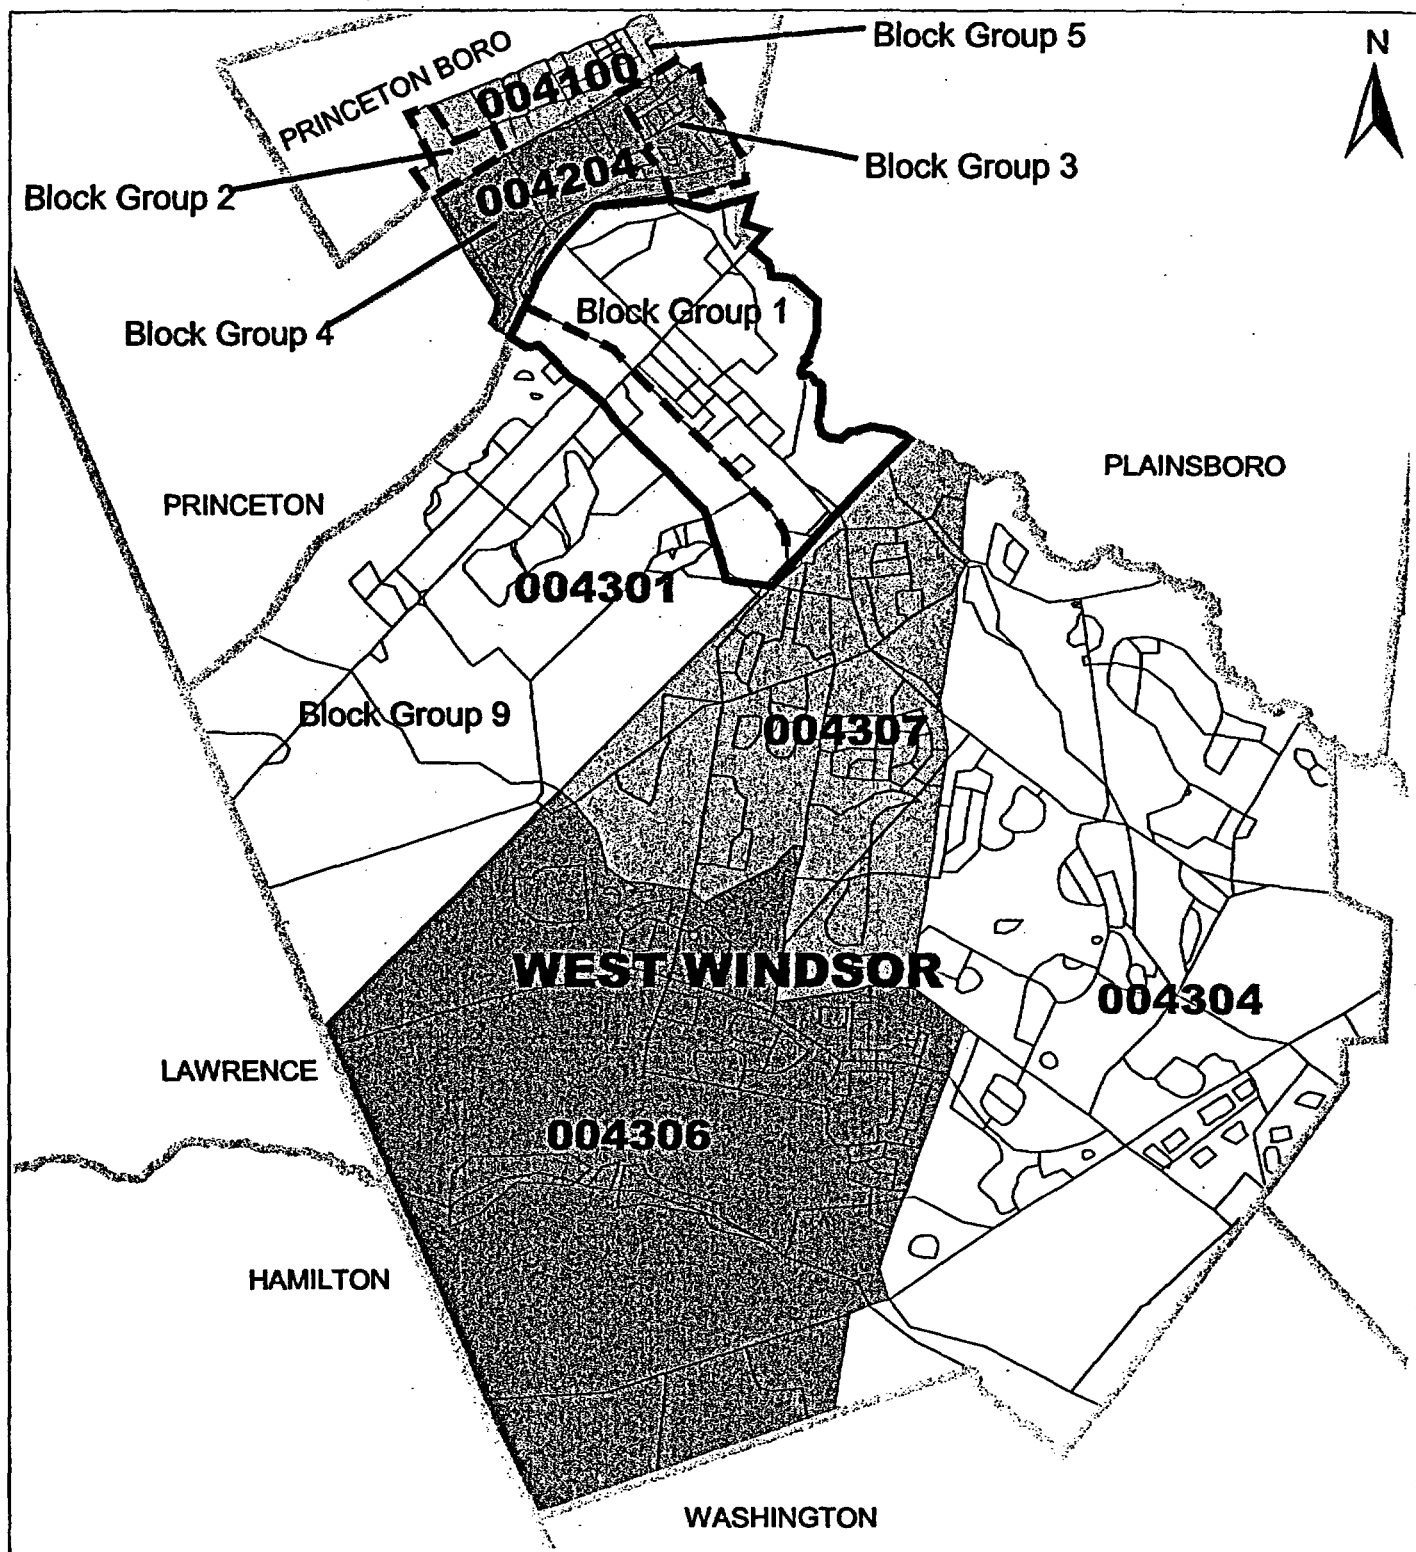 Block Group 5
N
PRINCETON BORO
004100
Block Group 3
Block Group 2
004204
Block Group 1
Block Group 4
PLAINSBORO
PRINCETON
004301
Block Group 9
004307
WEST WINDSOR
004304
LAWRENCE
004306
HAMILTON
WASHINGTON